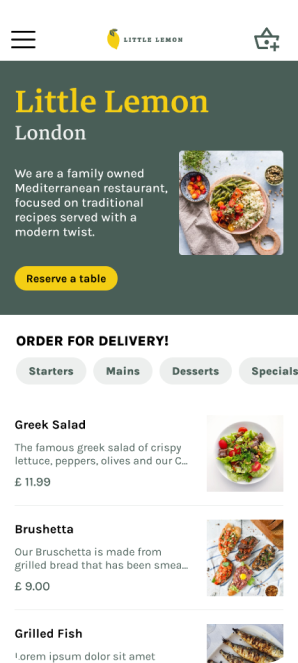 LITTLE LEMON
Little Lemon
London
We are a family owned
Mediterranean restaurant,
focused on traditional
recipes served with a
modern twist.
Reserve a table
ORDER FOR DELIVERY!
Starters
Mains
Desserts
Specials
Greek Salad
The famous greek salad of crispy
lettuce, peppers, olives and our C...
£ 11.99
Brushetta
Our Bruschetta is made from
grilled bread that has been smea...
£ 9.00
Grilled Fish
Lorem ipsum dolor sit amet